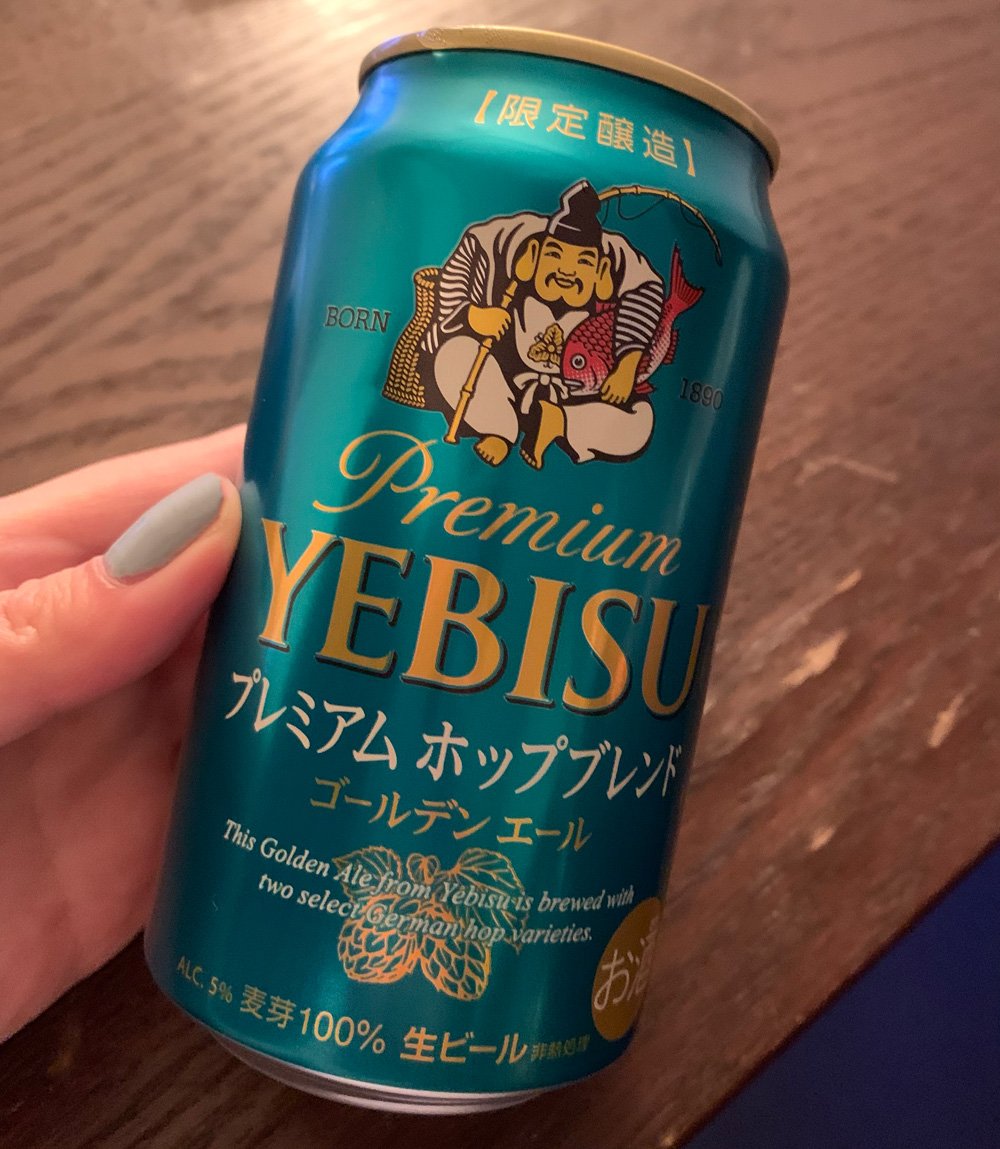 【限定醸造】
BORN
1890
Premium
YEBISU
プレミアム ホップブレンド
ゴールデン エール
This Golden Ale from Yebisu is brewed with
two select German hop varieties.
お酒
ALC. 5% 麦芽100% 生ビール 非熱処理